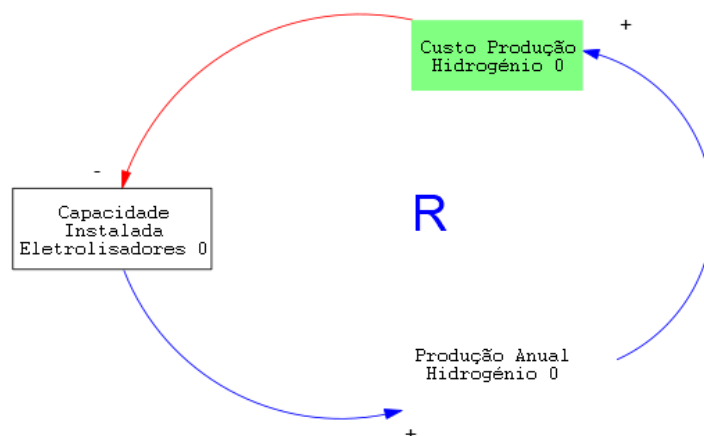 +
Custo Produção
Hidrogénio 0
-
Capacidade
Instalada
Eletrolisadores 0
R
Produção Anual
Hidrogénio 0
+